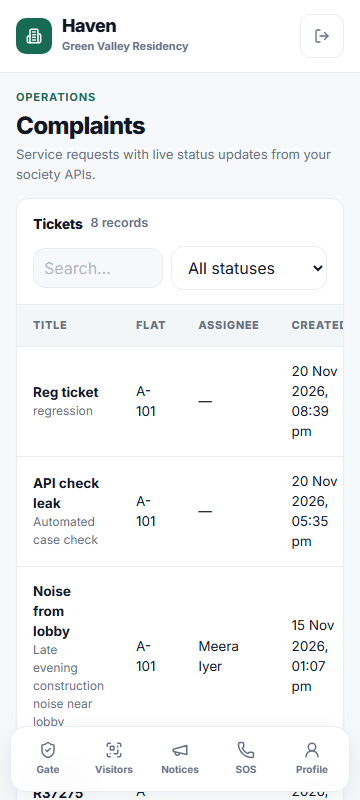 Haven
Green Valley Residency
OPERATIONS
Complaints
Service requests with live status updates from your
society APIs.
Tickets 8 records
Search...
All statuses
TITLE FLAT ASSIGNEE CREATED
Reg ticket
regression
A-
101
—
20 Nov
2026,
08:39
pm
API check
leak
Automated
case check
A-
101
—
20 Nov
2026,
05:35
pm
Noise
from
lobby
Late
evening
construction
noise near
lobby
A-
101
Meera
Iyer
15 Nov
2026,
01:07
pm
R37275
Gate
Visitors
Notices
SOS
Profile